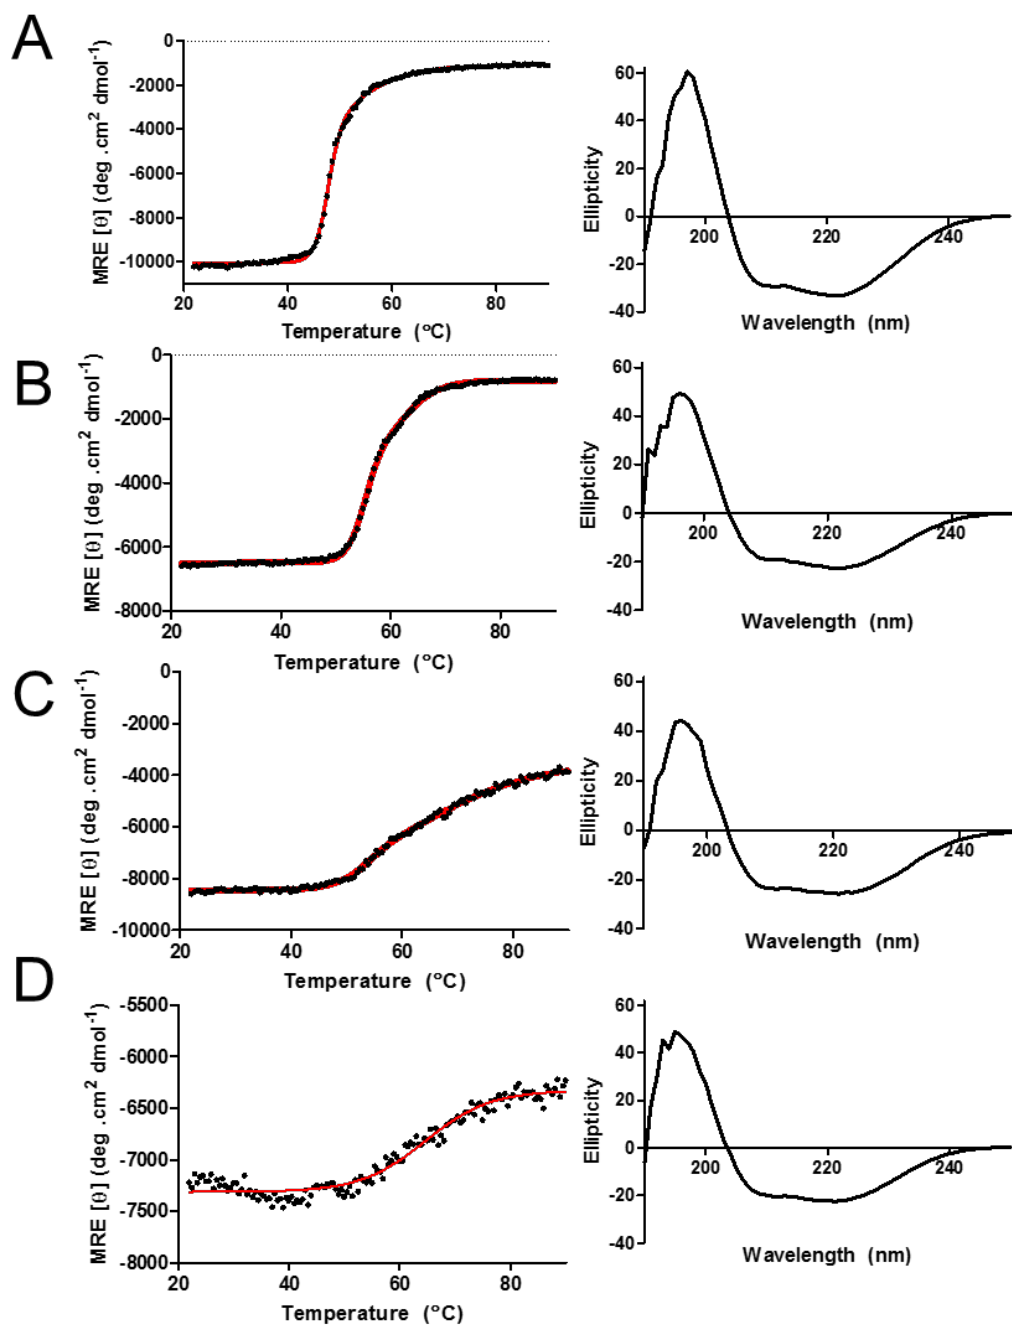 A
0
-2000
-4000
-6000
-8000
-10000
MRE [θ] (deg .cm² dmol⁻¹)
20 40 60 80
Temperature (°C)
60
40
20
0
-20
-40
Ellipticity
200 220 240
Wavelength (nm)
B
0
-2000
-4000
-6000
-8000
MRE [θ] (deg .cm² dmol⁻¹)
20 40 60 80
Temperature (°C)
60
40
20
0
-20
-40
Ellipticity
200 220 240
Wavelength (nm)
C
0
-2000
-4000
-6000
-8000
-10000
MRE [θ] (deg .cm² dmol⁻¹)
20 40 60 80
Temperature (°C)
60
40
20
0
-20
-40
Ellipticity
200 220 240
Wavelength (nm)
D
-5500
-6000
-6500
-7000
-7500
-8000
MRE [θ] (deg .cm² dmol⁻¹)
20 40 60 80
Temperature (°C)
60
40
20
0
-20
-40
Ellipticity
200 220 240
Wavelength (nm)